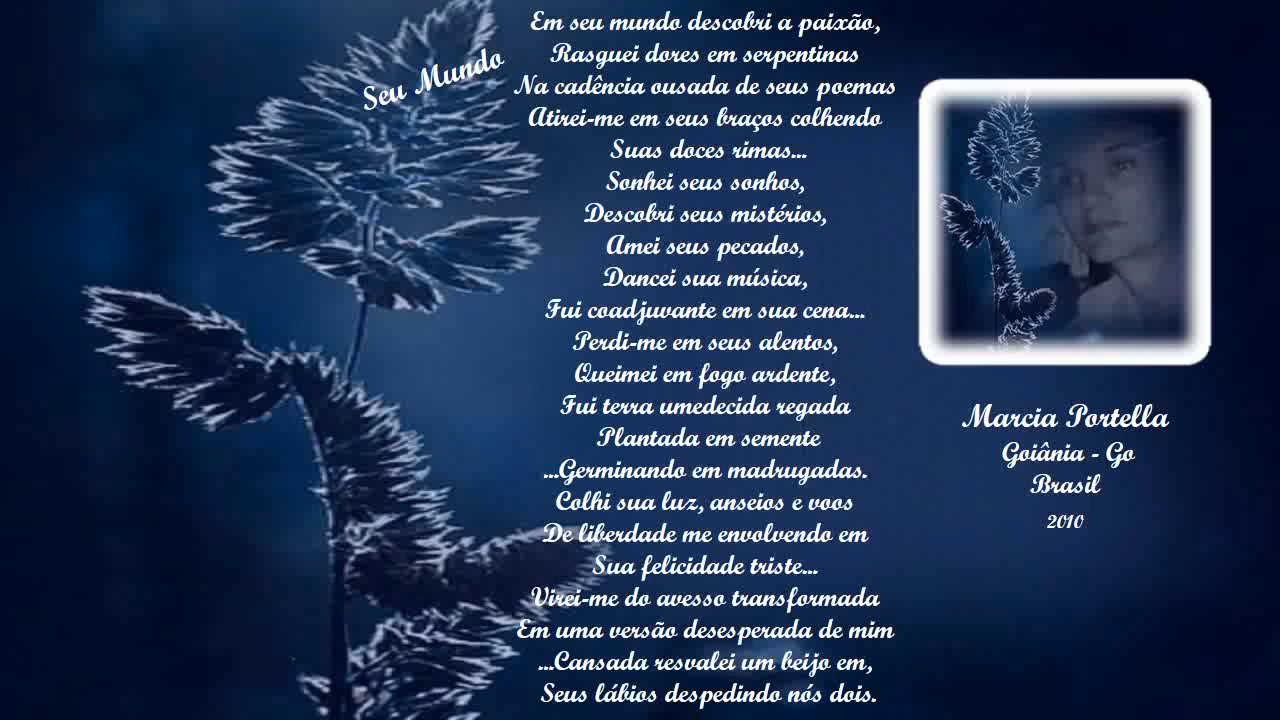 Seu Mundo
Em seu mundo descobri a paixão,
Rasguei dores em serpentinas
Na cadência ousada de seus poemas
Atirei-me em seus braços colhendo
Suas doces rimas...
Sonhei seus sonhos,
Descobri seus mistérios,
Amei seus pecados,
Dancei sua música,
Fui coadjuvante em sua cena...
Perdi-me em seus alentos,
Queimei em fogo ardente,
Fui terra umedecida regada
Plantada em semente
...Germinando em madrugadas.
Colhi sua luz, anseios e voos
De liberdade me envolvendo em
Sua felicidade triste...
Virei-me do avesso transformada
Em uma versão desesperada de mim
...Cansada resvalei um beijo em,
Seus lábios despedindo nós dois.
Marcia Portella
Goiânia - Go
Brasil
2010